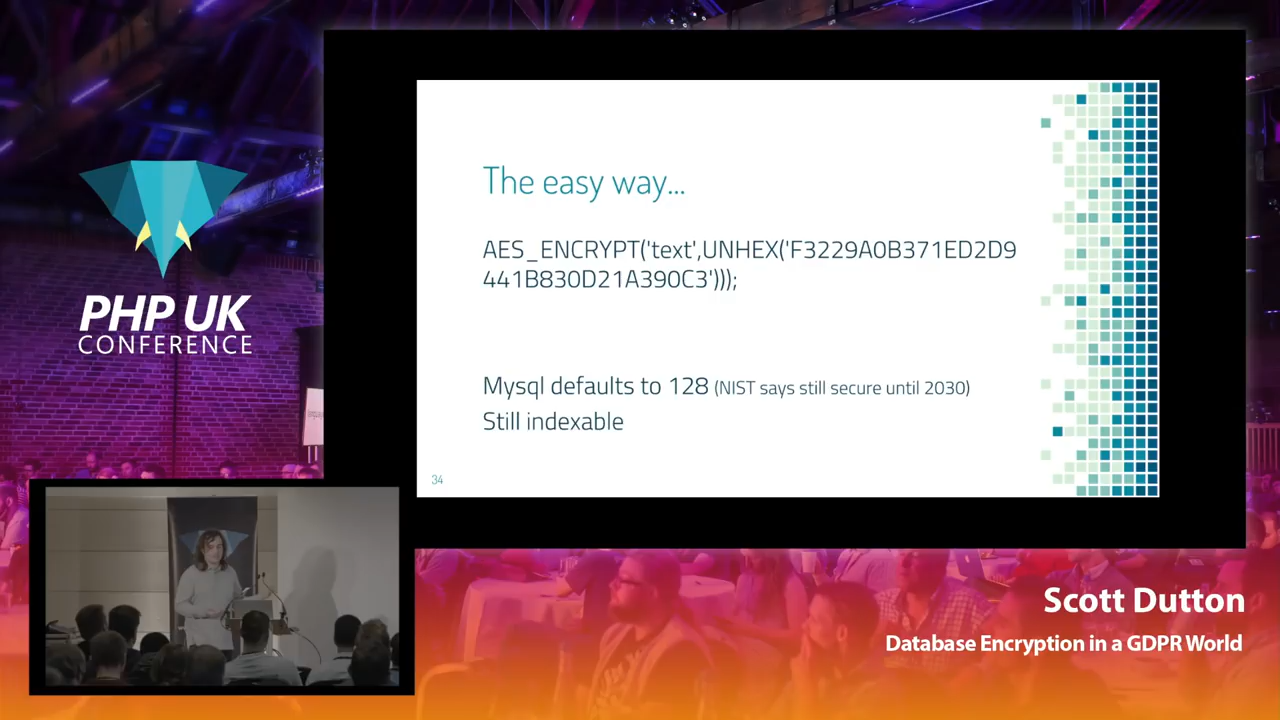 PHP UK
CONFERENCE
The easy way...
AES_ENCRYPT('text',UNHEX('F3229A0B371ED2D9
441B830D21A390C3')));
Mysql defaults to 128 (NIST says still secure until 2030)
Still indexable
34
Scott Dutton
Database Encryption in a GDPR World